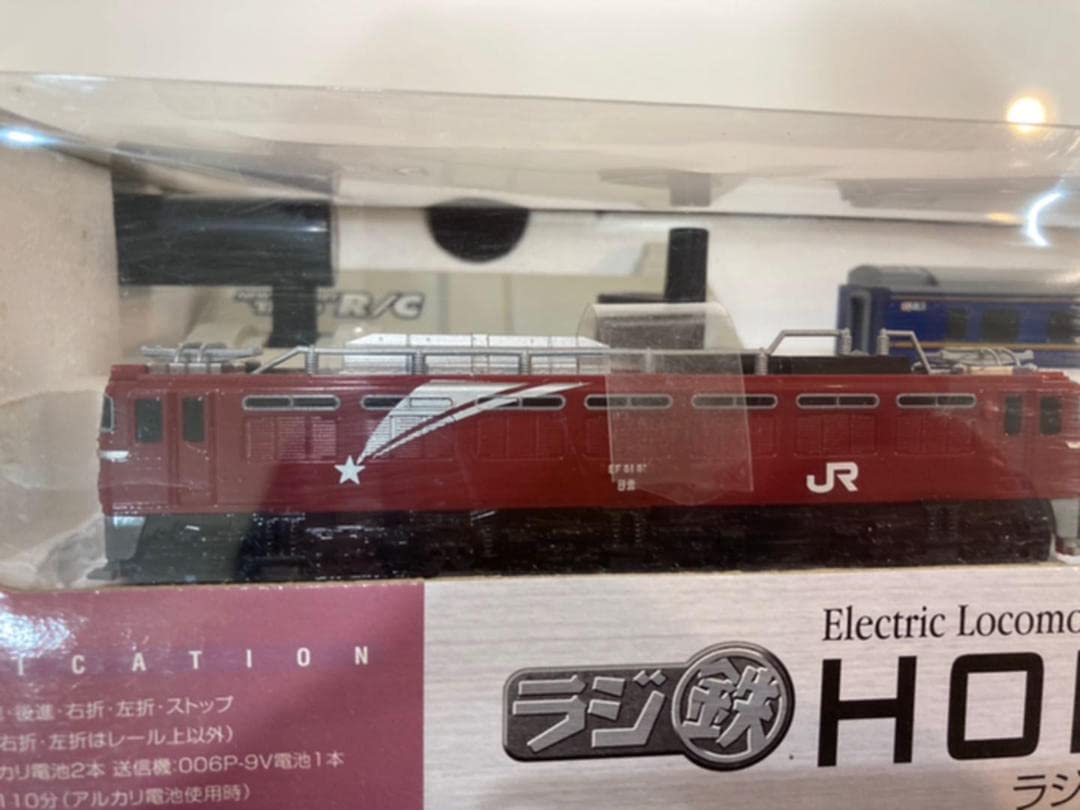 R/C
EF 81 81
JR
ICATION
・後進・右折・左折・ストップ
右折・左折はレール上以外)
カリ電池2本 送信機:006P-9V電池1本
110分(アルカリ電池使用時)
Electric Locomo
ラジ鉄 HO
ラジ